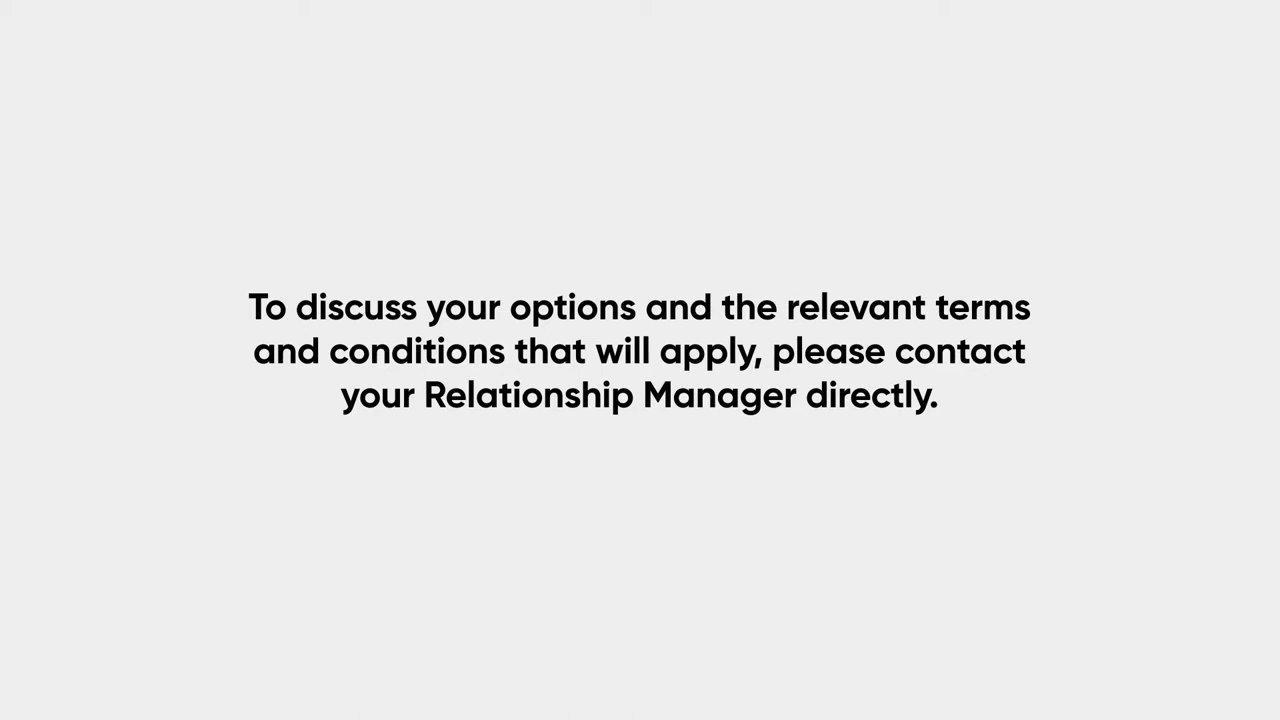 To discuss your options and the relevant terms
and conditions that will apply, please contact
your Relationship Manager directly.